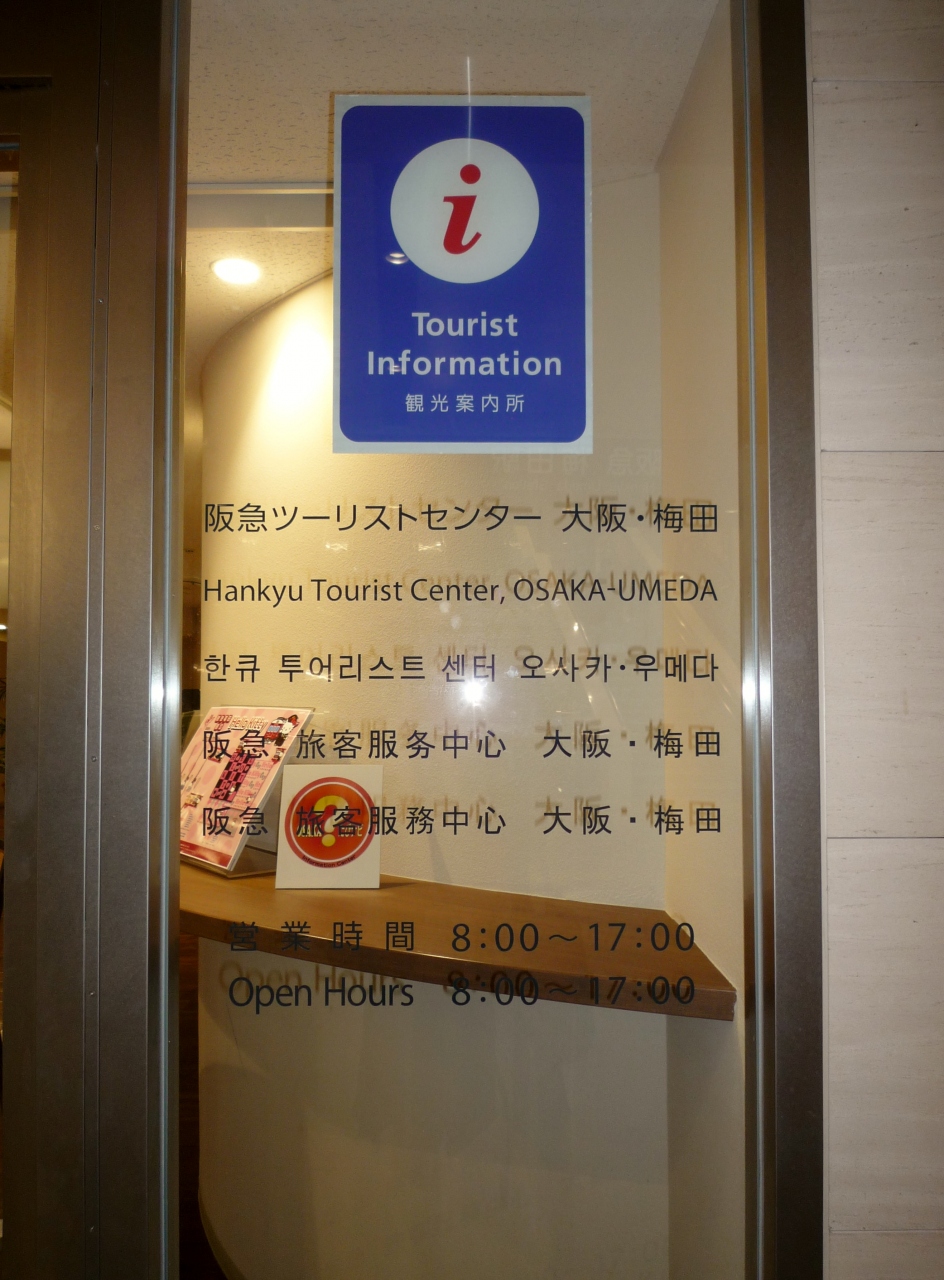 i
Tourist
Information
観光案内所
阪急ツーリストセンター 大阪・梅田
Hankyu Tourist Center, OSAKA-UMEDA
한큐 투어리스트 센터 오사카·우메다
阪急 旅客服务中心 大阪·梅田
阪急 旅客服務中心 大阪·梅田
営業時間 8:00～17:00
Open Hours 8:00～17:00